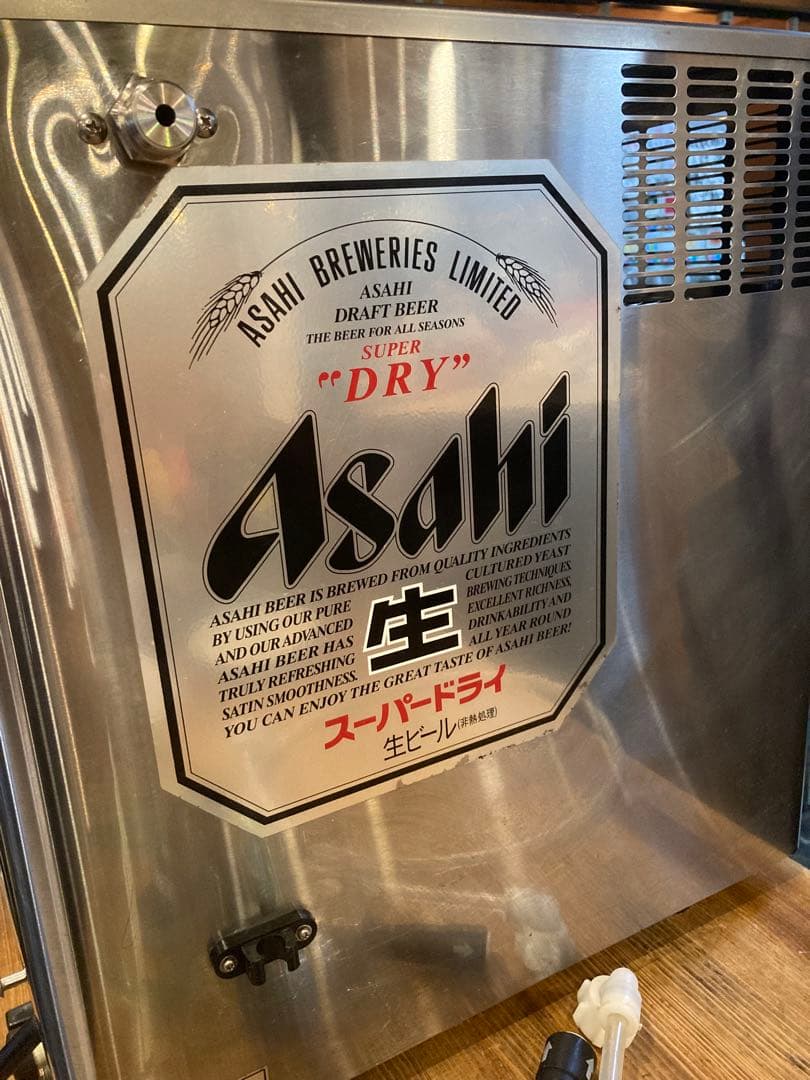 ASAHI BREWERIES LIMITED
ASAHI
DRAFT BEER
THE BEER FOR ALL SEASONS
SUPER
"DRY"
Asahi
ASAHI BEER IS BREWED FROM QUALITY INGREDIENTS
BY USING OUR PURE CULTURED YEAST
AND OUR ADVANCED BREWING TECHNIQUES.
ASAHI BEER HAS EXCELLENT RICHNESS,
TRULY REFRESHING DRINKABILITY AND
SATIN SMOOTHNESS. ALL YEAR ROUND
YOU CAN ENJOY THE GREAT TASTE OF ASAHI BEER!
生
スーパードライ
生ビール(非熱処理)